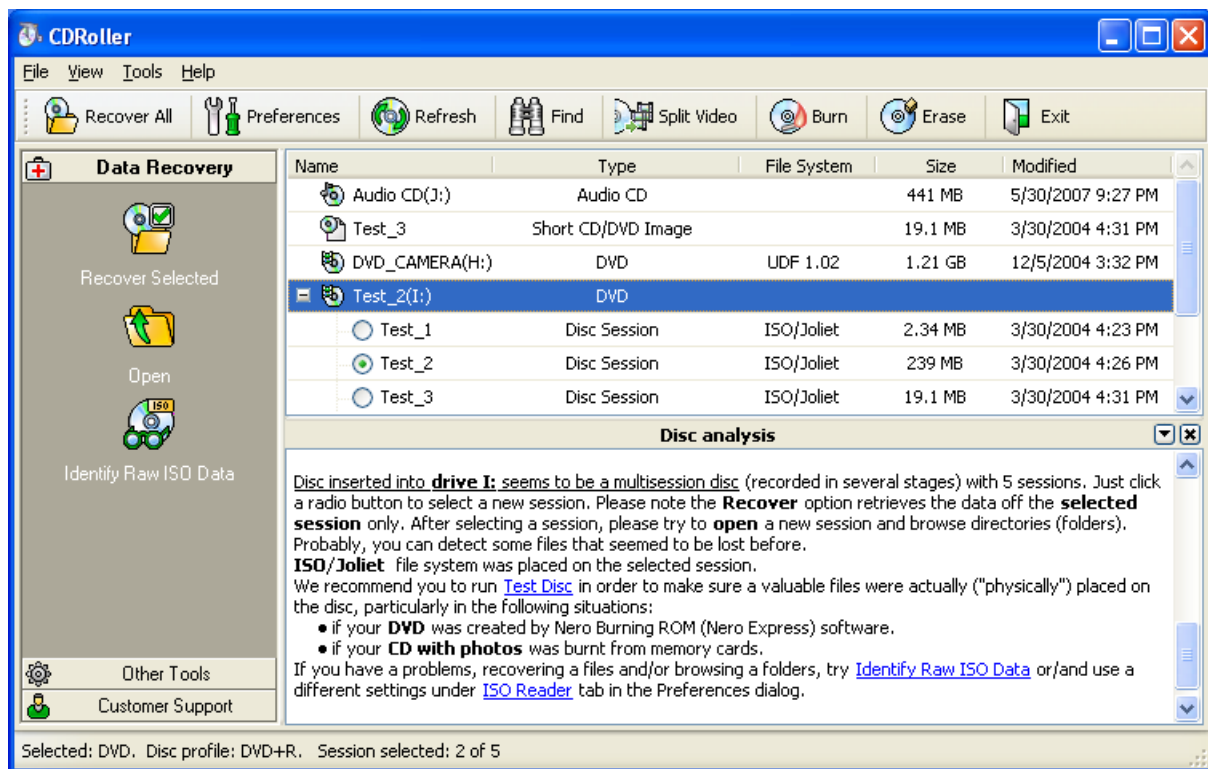 CDRoller
File View Tools Help
Recover All Preferences Refresh Find Split Video Burn Erase Exit
Data Recovery
Recover Selected
Open
ISO
Identify Raw ISO Data
Other Tools
Customer Support
Name Type File System Size Modified
Audio CD(J:) Audio CD 441 MB 5/30/2007 9:27 PM
Test_3 Short CD/DVD Image 19.1 MB 3/30/2004 4:31 PM
DVD_CAMERA(H:) DVD UDF 1.02 1.21 GB 12/5/2004 3:32 PM
Test_2(I:) DVD
Test_1 Disc Session ISO/Joliet 2.34 MB 3/30/2004 4:23 PM
Test_2 Disc Session ISO/Joliet 239 MB 3/30/2004 4:26 PM
Test_3 Disc Session ISO/Joliet 19.1 MB 3/30/2004 4:31 PM
Disc analysis
Disc inserted into drive I: seems to be a multisession disc (recorded in several stages) with 5 sessions. Just click
a radio button to select a new session. Please note the Recover option retrieves the data off the selected
session only. After selecting a session, please try to open a new session and browse directories (folders).
Probably, you can detect some files that seemed to be lost before.
ISO/Joliet file system was placed on the selected session.
We recommend you to run Test Disc in order to make sure a valuable files were actually ("physically") placed on
the disc, particularly in the following situations:
• if your DVD was created by Nero Burning ROM (Nero Express) software.
• if your CD with photos was burnt from memory cards.
If you have a problems, recovering a files and/or browsing a folders, try Identify Raw ISO Data or/and use a
different settings under ISO Reader tab in the Preferences dialog.
Selected: DVD. Disc profile: DVD+R. Session selected: 2 of 5